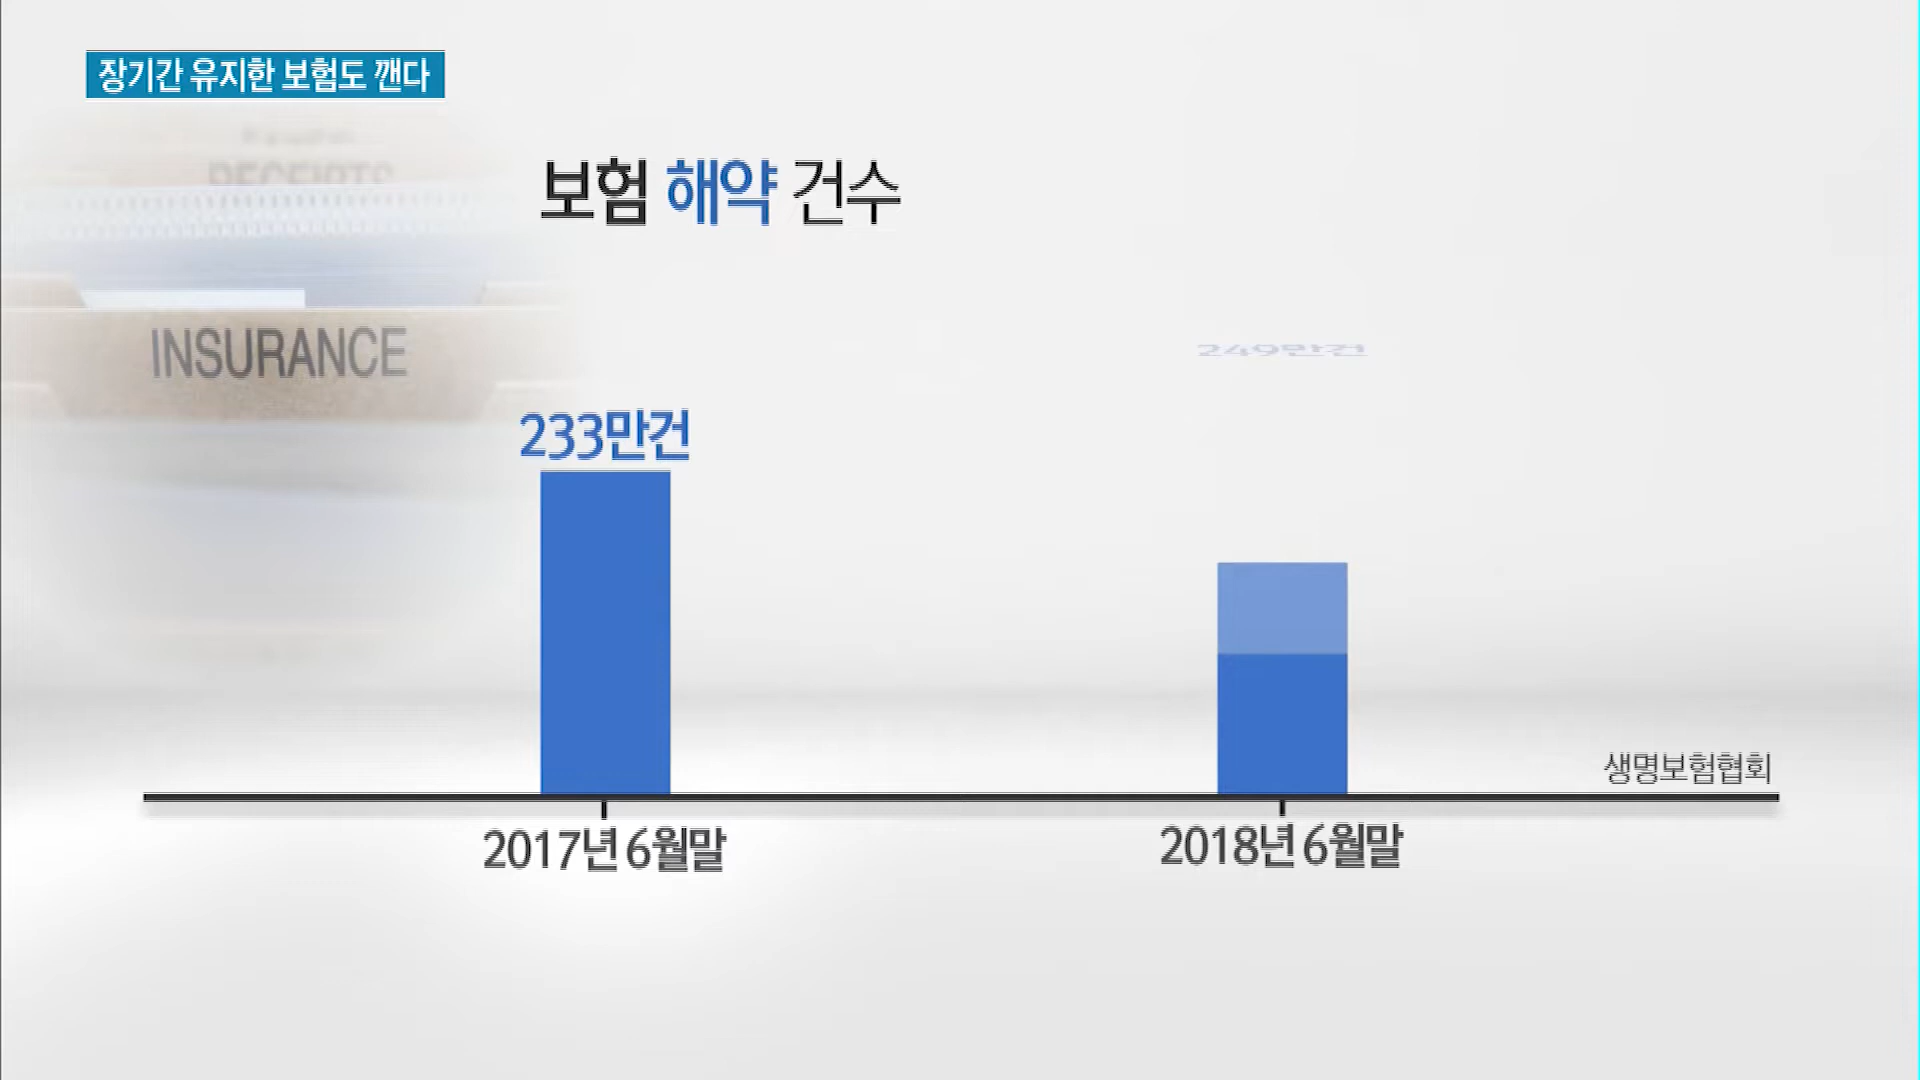 장기간 유지한 보험도 깬다
RECEIPTS
보험 해약 건수
INSURANCE
249만건
233만건
생명보험협회
2017년 6월말
2018년 6월말